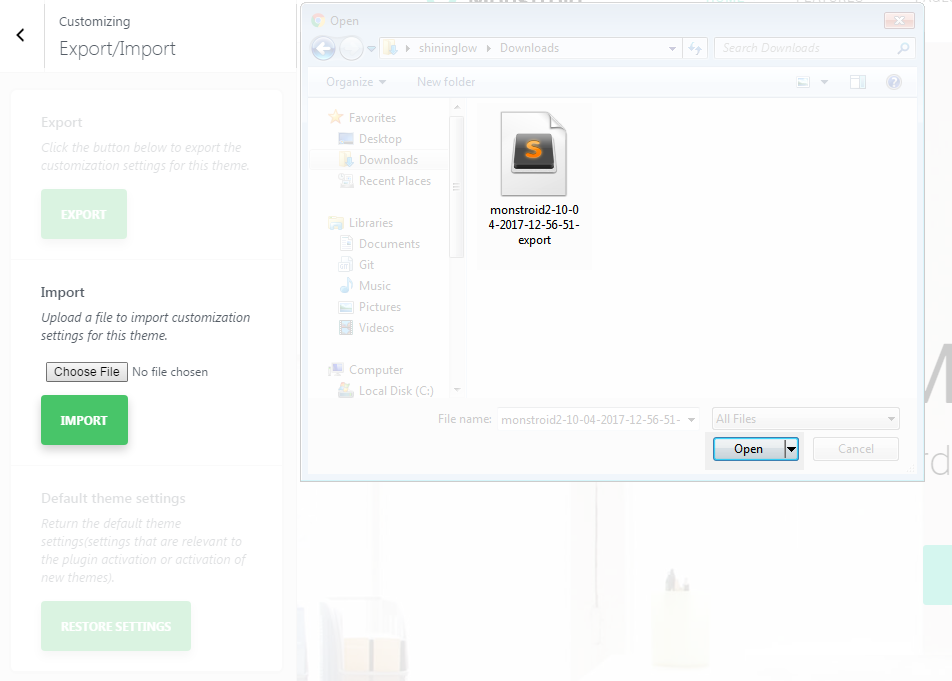 Customizing
Export/Import
Export
Click the button below to export the
customization settings for this theme.
EXPORT
Import
Upload a file to import customization
settings for this theme.
Choose File No file chosen
IMPORT
Default theme settings
Return the default theme
settings(settings that are relevant to
the plugin activation or activation of
new themes).
RESTORE SETTINGS
Open
shininglow Downloads
Search Downloads
Organize New folder
Favorites
Desktop
Downloads
Recent Places
Libraries
Documents
Git
Music
Pictures
Videos
Computer
Local Disk (C:)
S
monstroid2-10-0
4-2017-12-56-51-
export
File name: monstroid2-10-04-2017-12-56-51-
All Files
Open Cancel